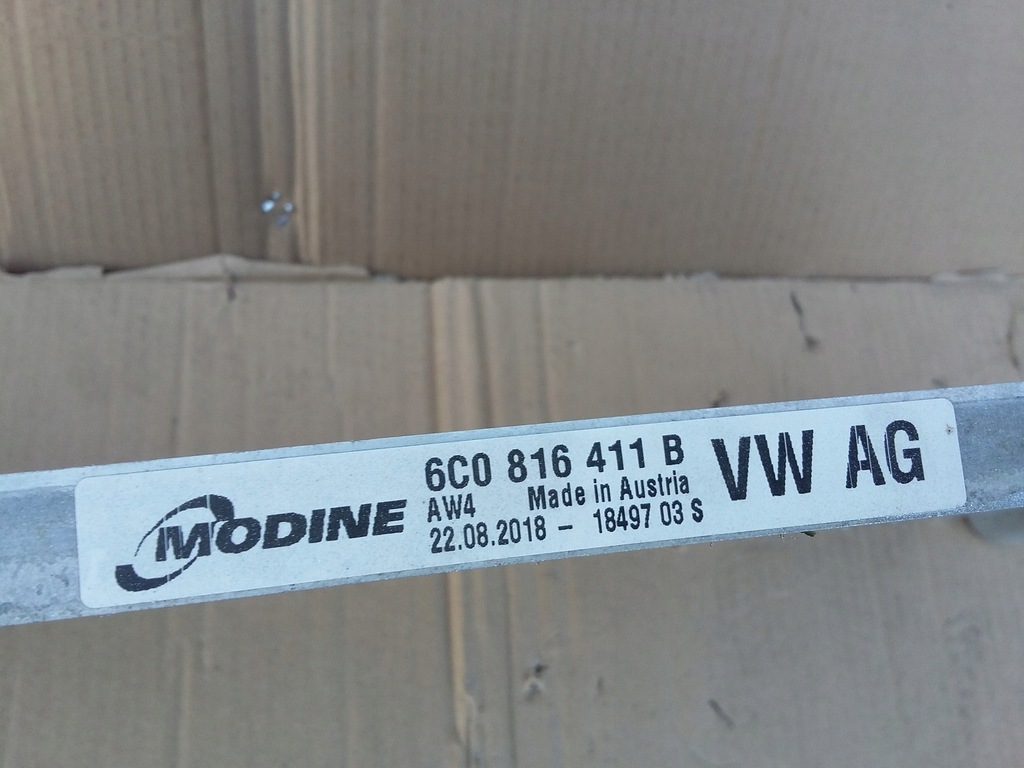 MODINE
6C0 816 411 B
AW4 Made in Austria
22.08.2018 - 18497 03 S
VW AG